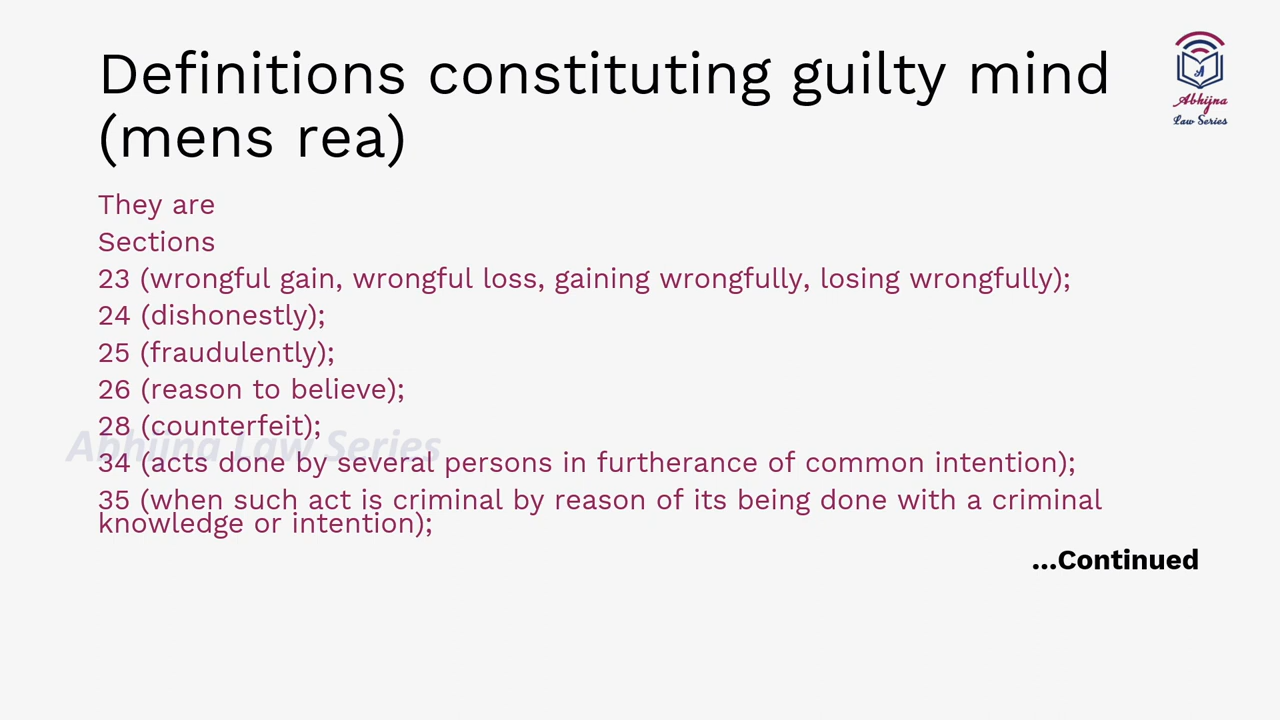 Definitions constituting guilty mind
(mens rea)
A
Abhijna
Law Series
They are
Sections
23 (wrongful gain, wrongful loss, gaining wrongfully, losing wrongfully);
24 (dishonestly);
25 (fraudulently);
26 (reason to believe);
28 (counterfeit);
Abhijna Law Series
34 (acts done by several persons in furtherance of common intention);
35 (when such act is criminal by reason of its being done with a criminal
knowledge or intention);
...Continued